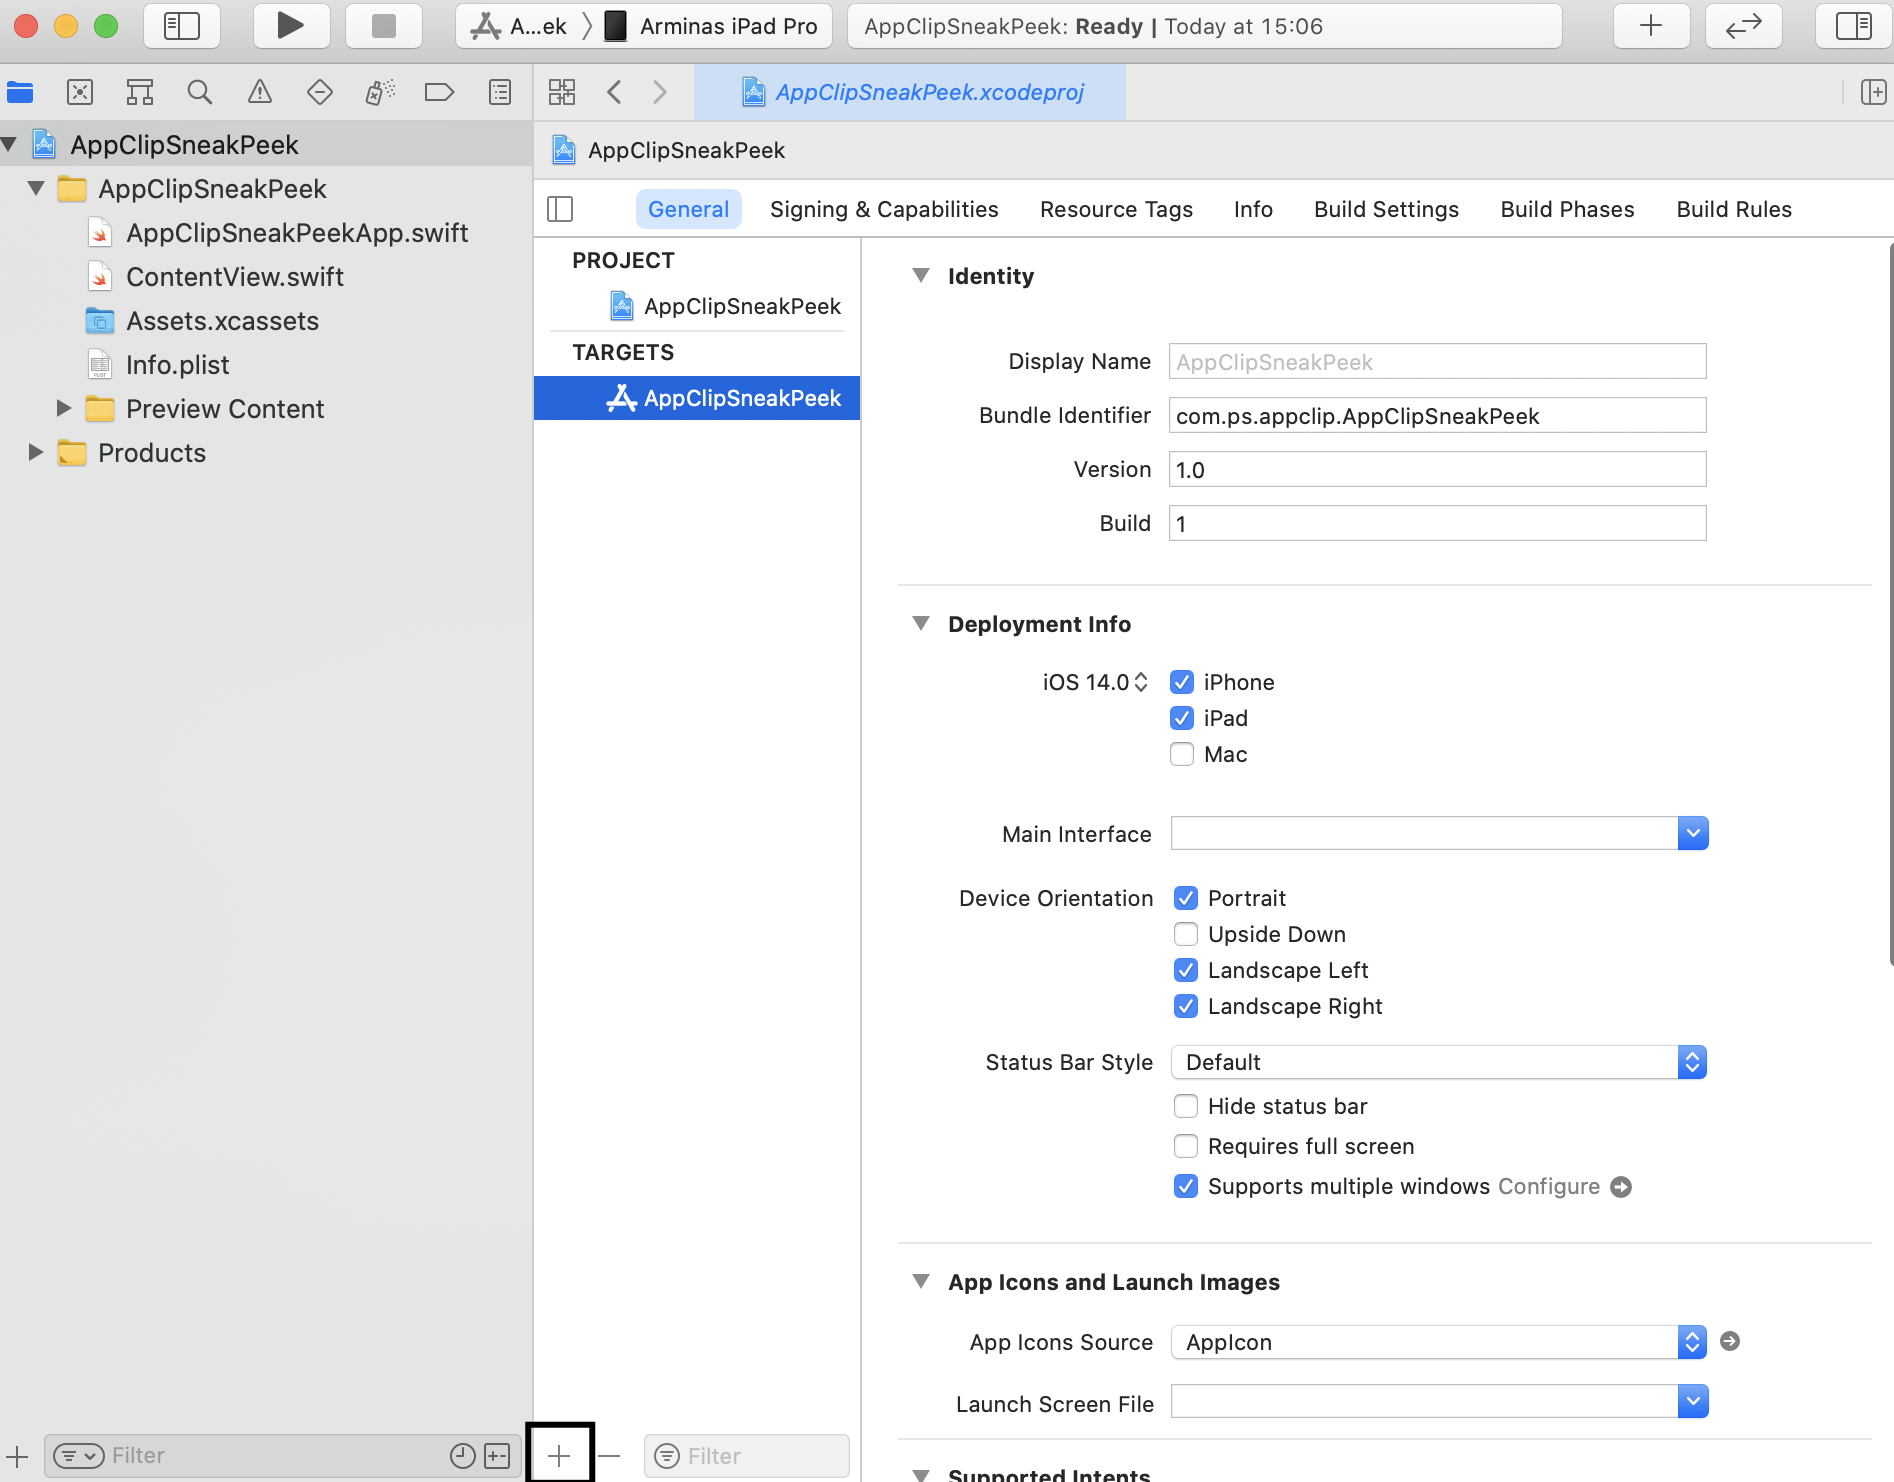 A...ek
Arminas iPad Pro
AppClipSneakPeek: Ready | Today at 15:06
AppClipSneakPeek.xcodeproj
AppClipSneakPeek
AppClipSneakPeek
AppClipSneakPeekApp.swift
ContentView.swift
Assets.xcassets
Info.plist
Preview Content
Products
Filter
AppClipSneakPeek
General
Signing & Capabilities
Resource Tags
Info
Build Settings
Build Phases
Build Rules
PROJECT
AppClipSneakPeek
TARGETS
AppClipSneakPeek
Filter
Identity
Display Name AppClipSneakPeek
Bundle Identifier com.ps.appclip.AppClipSneakPeek
Version 1.0
Build 1
Deployment Info
iOS 14.0 iPhone
iPad
Mac
Main Interface
Device Orientation Portrait
Upside Down
Landscape Left
Landscape Right
Status Bar Style Default
Hide status bar
Requires full screen
Supports multiple windows Configure
App Icons and Launch Images
App Icons Source AppIcon
Launch Screen File
Supported Intents